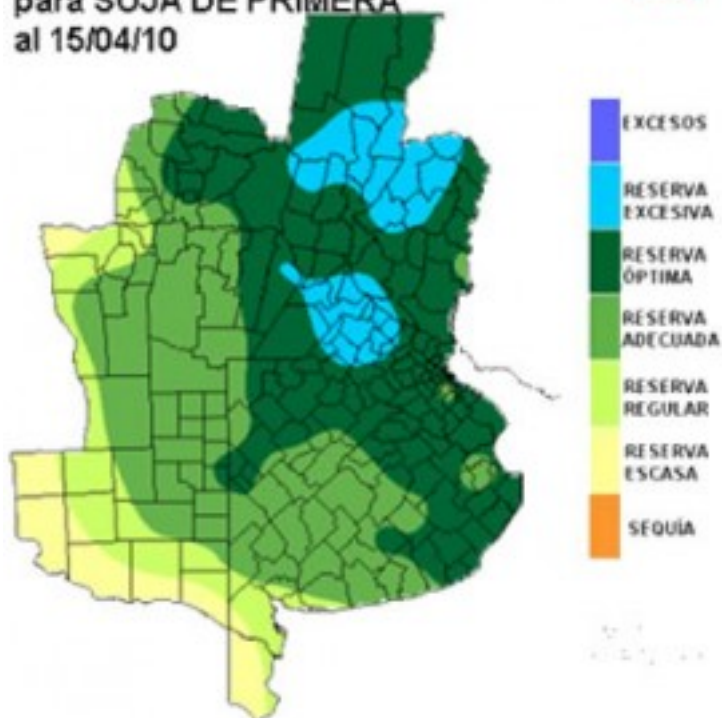 para SOJA DE PRIMERA
al 15/04/10
EXCESOS
RESERVA
EXCESIVA
RESERVA
ÓPTIMA
RESERVA
ADECUADA
RESERVA
REGULAR
RESERVA
ESCASA
SEQUÍA